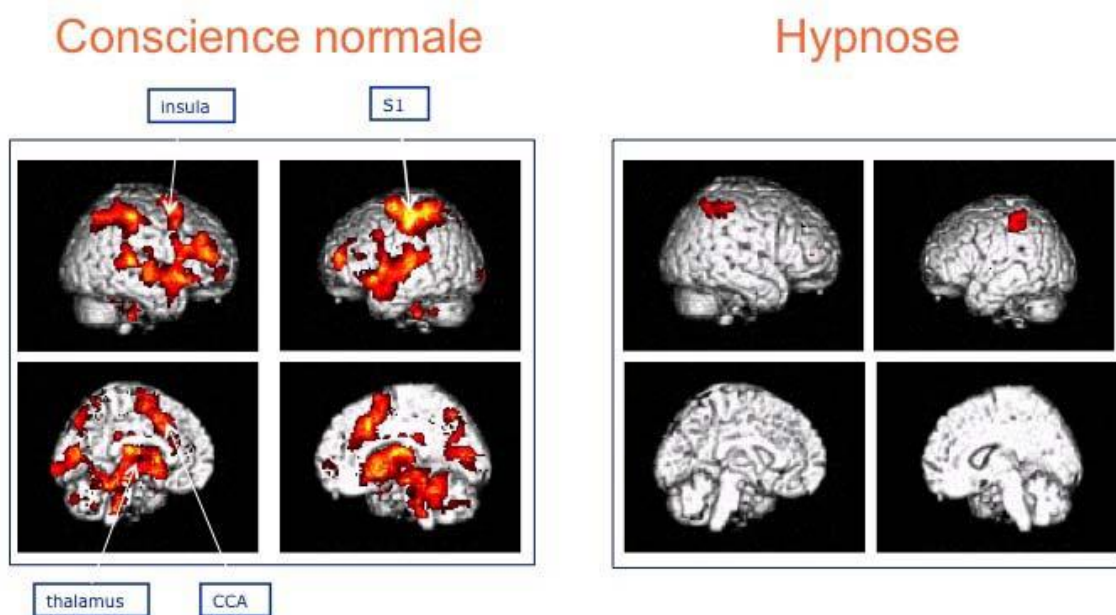 Conscience normale
Hypnose
insula
S1
thalamus
CCA